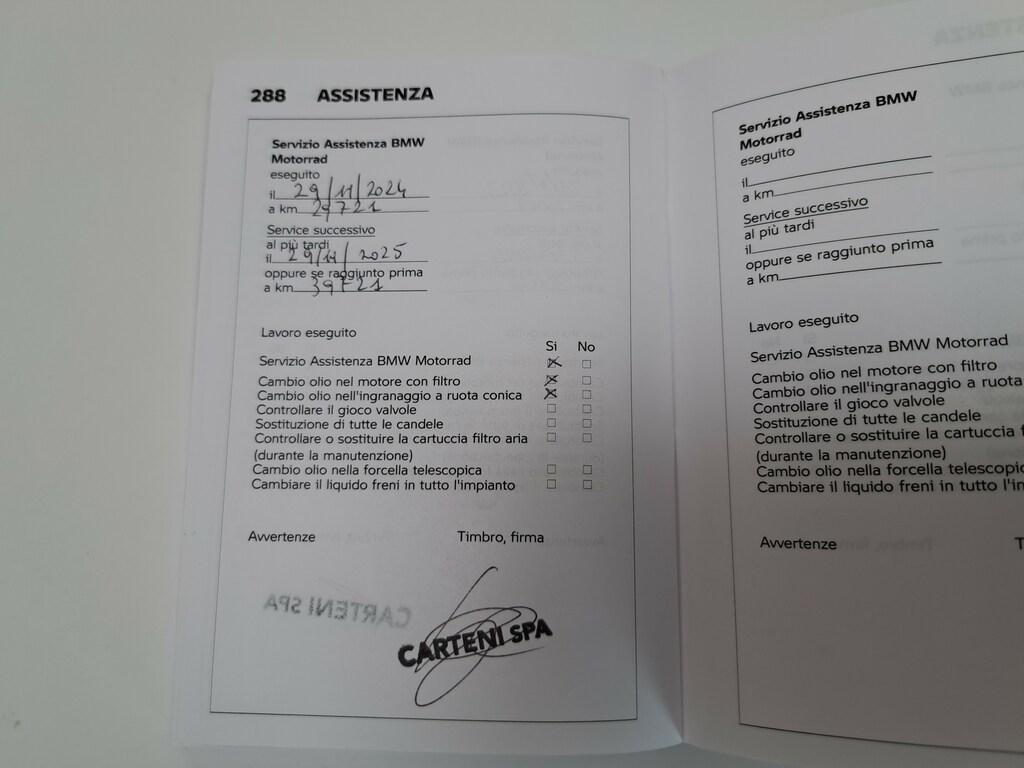 288 ASSISTENZA
Servizio Assistenza BMW
Motorrad
eseguito
il 29/11/2024
a km 29721
Service successivo
al più tardi
il 29/11/2025
oppure se raggiunto prima
a km 39721
Lavoro eseguito
Sì No
Servizio Assistenza BMW Motorrad
Cambio olio nel motore con filtro
Cambio olio nell'ingranaggio a ruota conica
Controllare il gioco valvole
Sostituzione di tutte le candele
Controllare o sostituire la cartuccia filtro aria
(durante la manutenzione)
Cambio olio nella forcella telescopica
Cambiare il liquido freni in tutto l'impianto
Avvertenze Timbro, firma
CARTENI SPA
CARTENI SPA
Servizio Assistenza BMW
Motorrad
eseguito
il
a km
Service successivo
al più tardi
il
oppure se raggiunto prima
a km
Lavoro eseguito
Servizio Assistenza BMW Motorrad
Cambio olio nel motore con filtro
Cambio olio nell'ingranaggio a ruota
Controllare il gioco valvole
Sostituzione di tutte le candele
Controllare o sostituire la cartuccia f
(durante la manutenzione)
Cambio olio nella forcella telescopic
Cambiare il liquido freni in tutto l'in
Avvertenze T